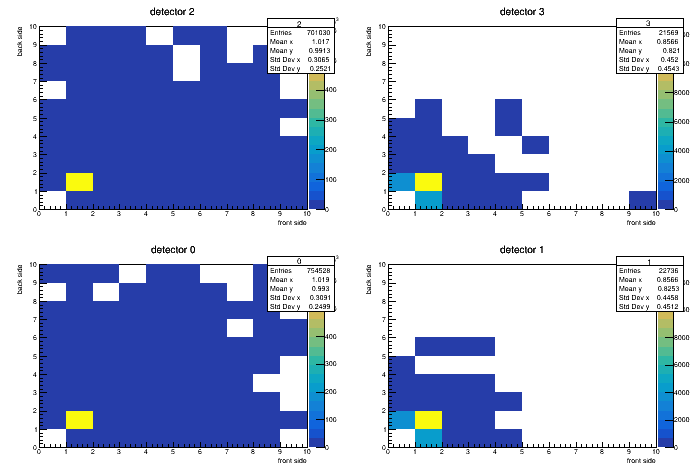 detector 2
2
Entries 701030
Mean x 1.017
Mean y 0.9913
Std Dev x 0.3065
Std Dev y 0.2521
back side
10
9
8
7
6
5
4
3
2
1
0
0 1 2 3 4 5 6 7 8 9 10
front side
400
300
200
100
0
detector 3
3
Entries 21569
Mean x 0.8566
Mean y 0.821
Std Dev x 0.452
Std Dev y 0.4543
back side
10
9
8
7
6
5
4
3
2
1
0
0 1 2 3 4 5 6 7 8 9 10
front side
8000
6000
4000
2000
0
detector 0
0
Entries 754528
Mean x 1.019
Mean y 0.993
Std Dev x 0.3091
Std Dev y 0.2499
back side
10
9
8
7
6
5
4
3
2
1
0
0 1 2 3 4 5 6 7 8 9 10
front side
400
300
200
100
0
detector 1
1
Entries 22736
Mean x 0.8566
Mean y 0.8253
Std Dev x 0.4458
Std Dev y 0.4512
back side
10
9
8
7
6
5
4
3
2
1
0
0 1 2 3 4 5 6 7 8 9 10
front side
8000
6000
4000
2000
0